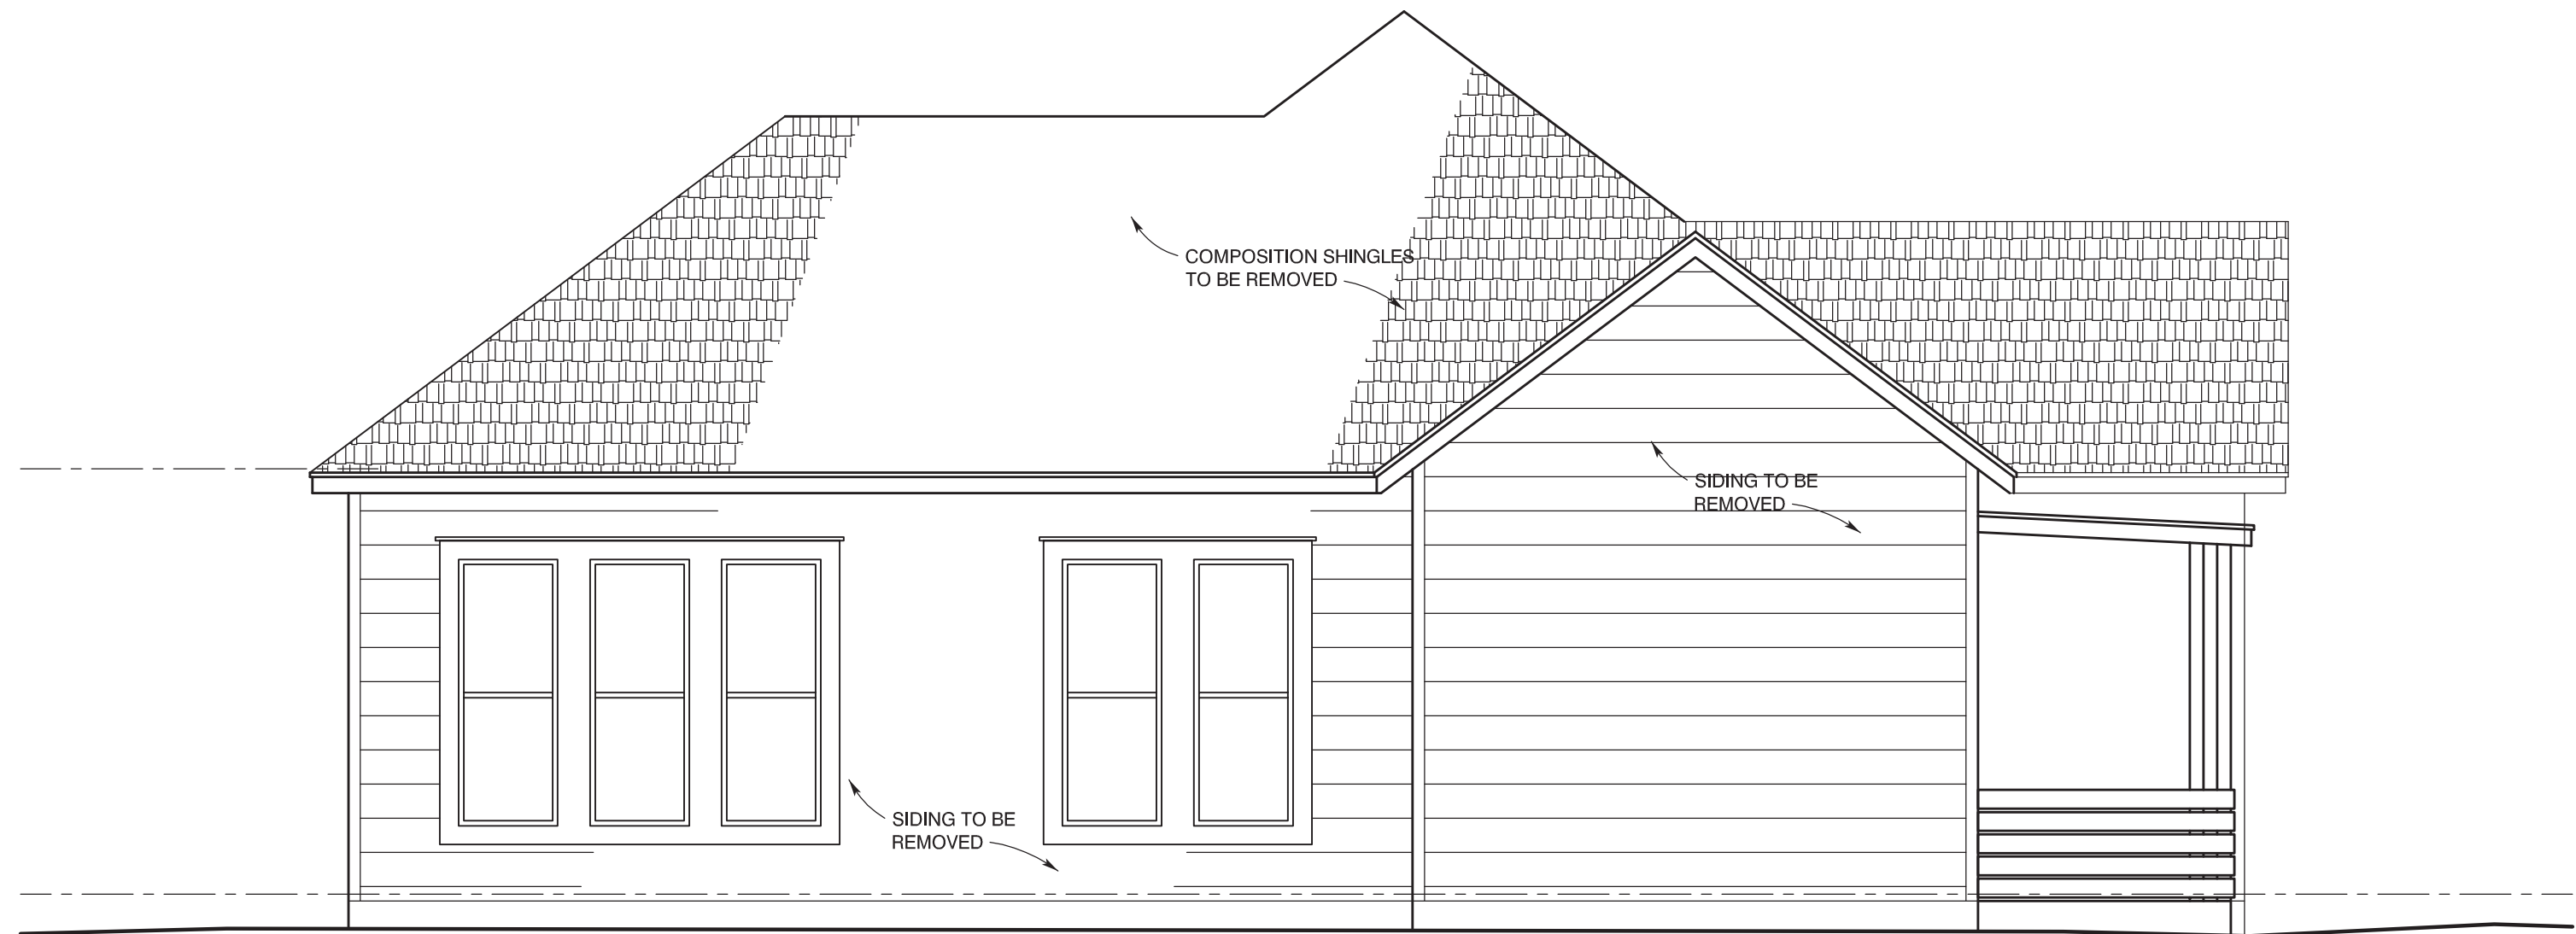 COMPOSITION SHINGLES
TO BE REMOVED
SIDING TO BE
REMOVED
SIDING TO BE
REMOVED